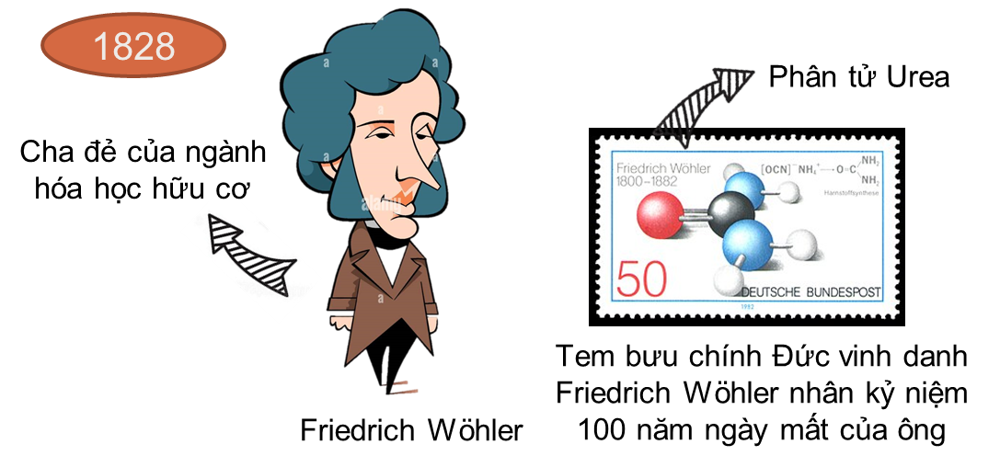 1828
Cha đẻ của ngành
hóa học hữu cơ
a
a
a
a
alamy
a
Friedrich Wöhler
Phân tử Urea
Friedrich Wöhler
1800–1882
[OCN]⁻ NH₄⁺ → O=C
NH₂
NH₂
Harnstoffsynthese
50
DEUTSCHE BUNDESPOST
1982
Tem bưu chính Đức vinh danh
Friedrich Wöhler nhân kỷ niệm
100 năm ngày mất của ông